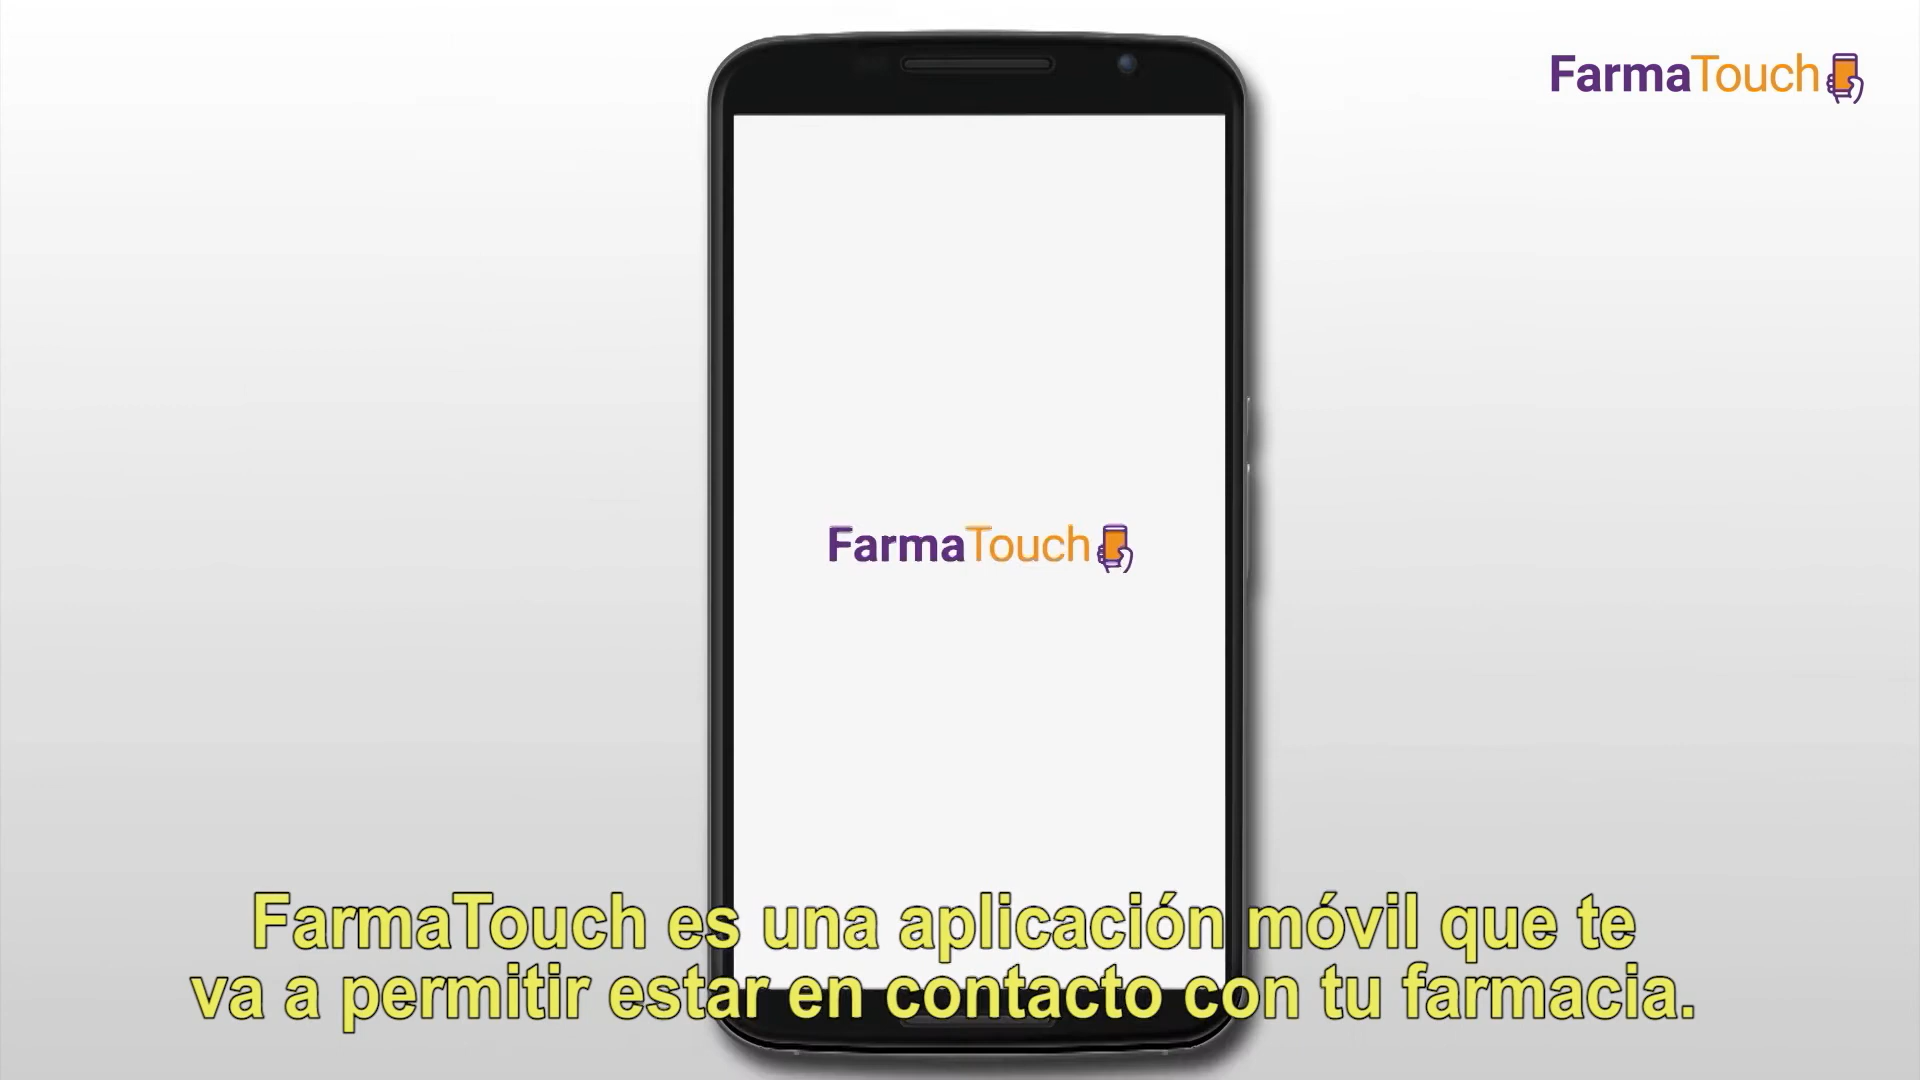 FarmaTouch
FarmaTouch
FarmaTouch es una aplicación móvil que te
va a permitir estar en contacto con tu farmacia.